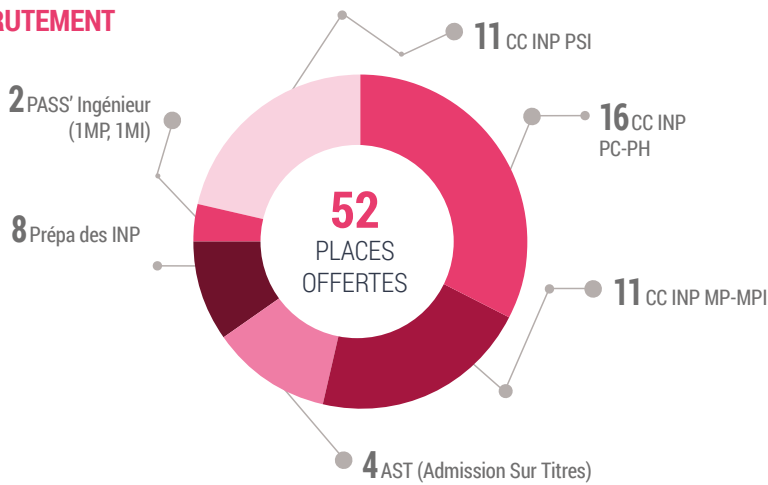 RUTEMENT
11 CC INP PSI
16 CC INP
PC-PH
11 CC INP MP-MPI
4 AST (Admission Sur Titres)
8 Prépa des INP
2 PASS' Ingénieur
(1MP, 1MI)
52
PLACES
OFFERTES